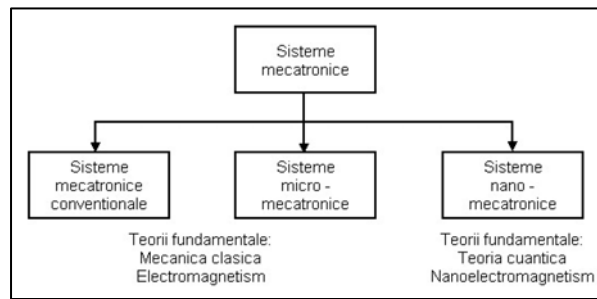 Sisteme
mecatronice
Sisteme
mecatronice
conventionale
Sisteme
micro -
mecatronice
Sisteme
nano -
mecatronice
Teorii fundamentale:
Mecanica clasica
Electromagnetism
Teorii fundamentale:
Teoria cuantica
Nanoelectromagnetism